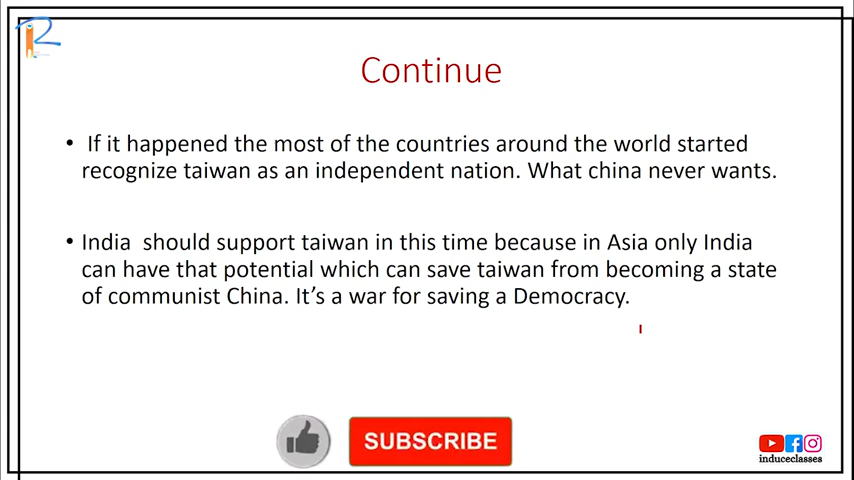 Continue
• If it happened the most of the countries around the world started
recognize taiwan as an independent nation. What china never wants.
• India should support taiwan in this time because in Asia only India
can have that potential which can save taiwan from becoming a state
of communist China. It's a war for saving a Democracy.
SUBSCRIBE
induceclasses